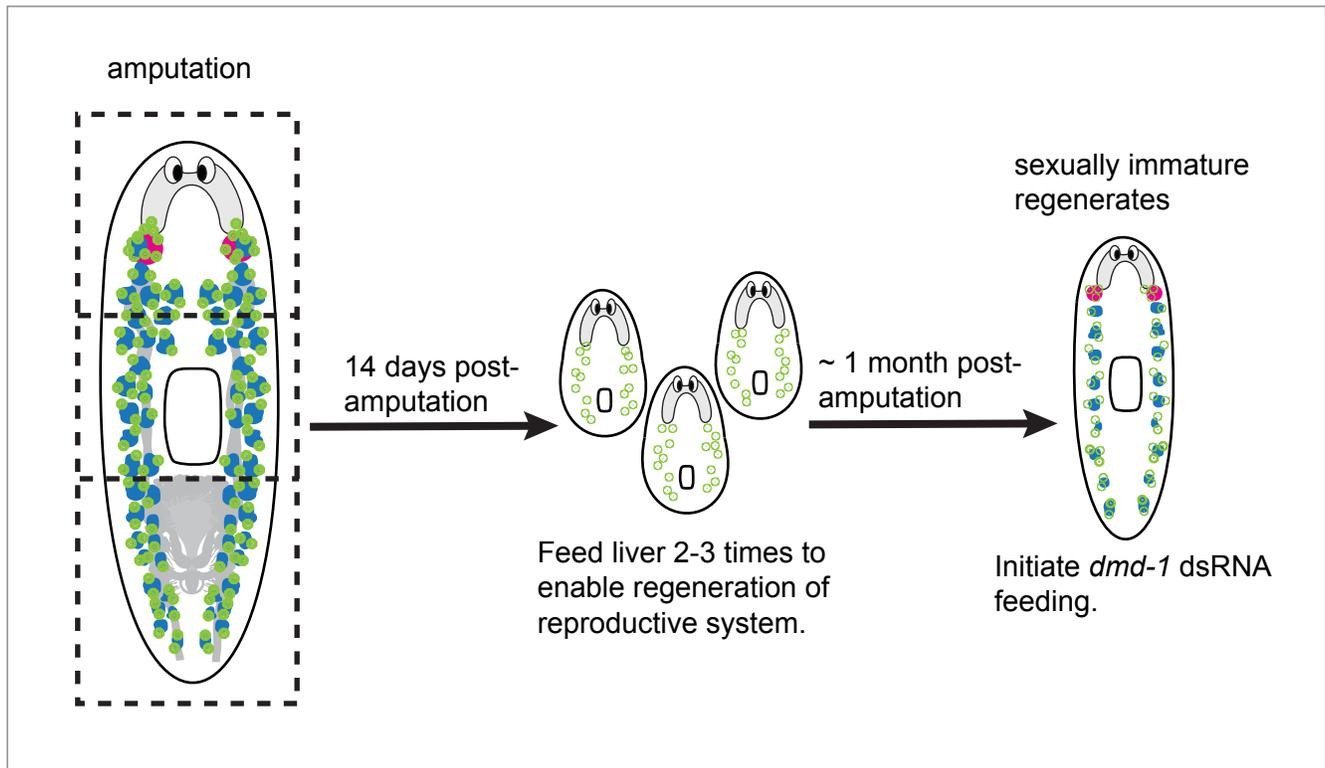 amputation
14 days post-
amputation
Feed liver 2-3 times to
enable regeneration of
reproductive system.
~ 1 month post-
amputation
sexually immature
regenerates
Initiate dmd-1 dsRNA
feeding.